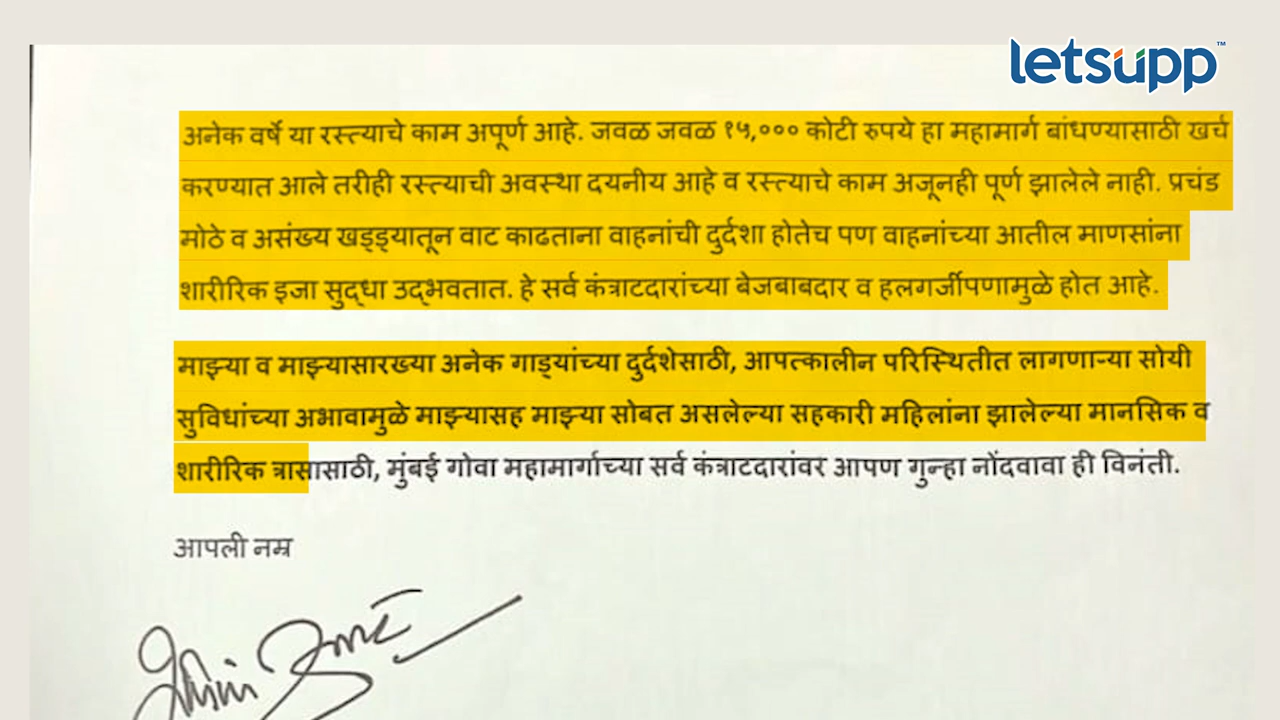 letsupp™
अनेक वर्षे या रस्त्याचे काम अपूर्ण आहे. जवळ जवळ १५,००० कोटी रुपये हा महामार्ग बांधण्यासाठी खर्च
करण्यात आले तरीही रस्त्याची अवस्था दयनीय आहे व रस्त्याचे काम अजूनही पूर्ण झालेले नाही. प्रचंड
मोठे व असंख्य खड्ड्यातून वाट काढताना वाहनांची दुर्दशा होतेच पण वाहनांच्या आतील माणसांना
शारीरिक इजा सुद्धा उद्भवतात. हे सर्व कंत्राटदारांच्या बेजबाबदार व हलगर्जीपणामुळे होत आहे.
माझ्या व माझ्यासारख्या अनेक गाड्यांच्या दुर्दशेसाठी, आपत्कालीन परिस्थितीत लागणाऱ्या सोयी
सुविधांच्या अभावामुळे माझ्यासह माझ्या सोबत असलेल्या सहकारी महिलांना झालेल्या मानसिक व
शारीरिक त्रासासाठी, मुंबई गोवा महामार्गाच्या सर्व कंत्राटदारांवर आपण गुन्हा नोंदवावा ही विनंती.
आपली नम्र